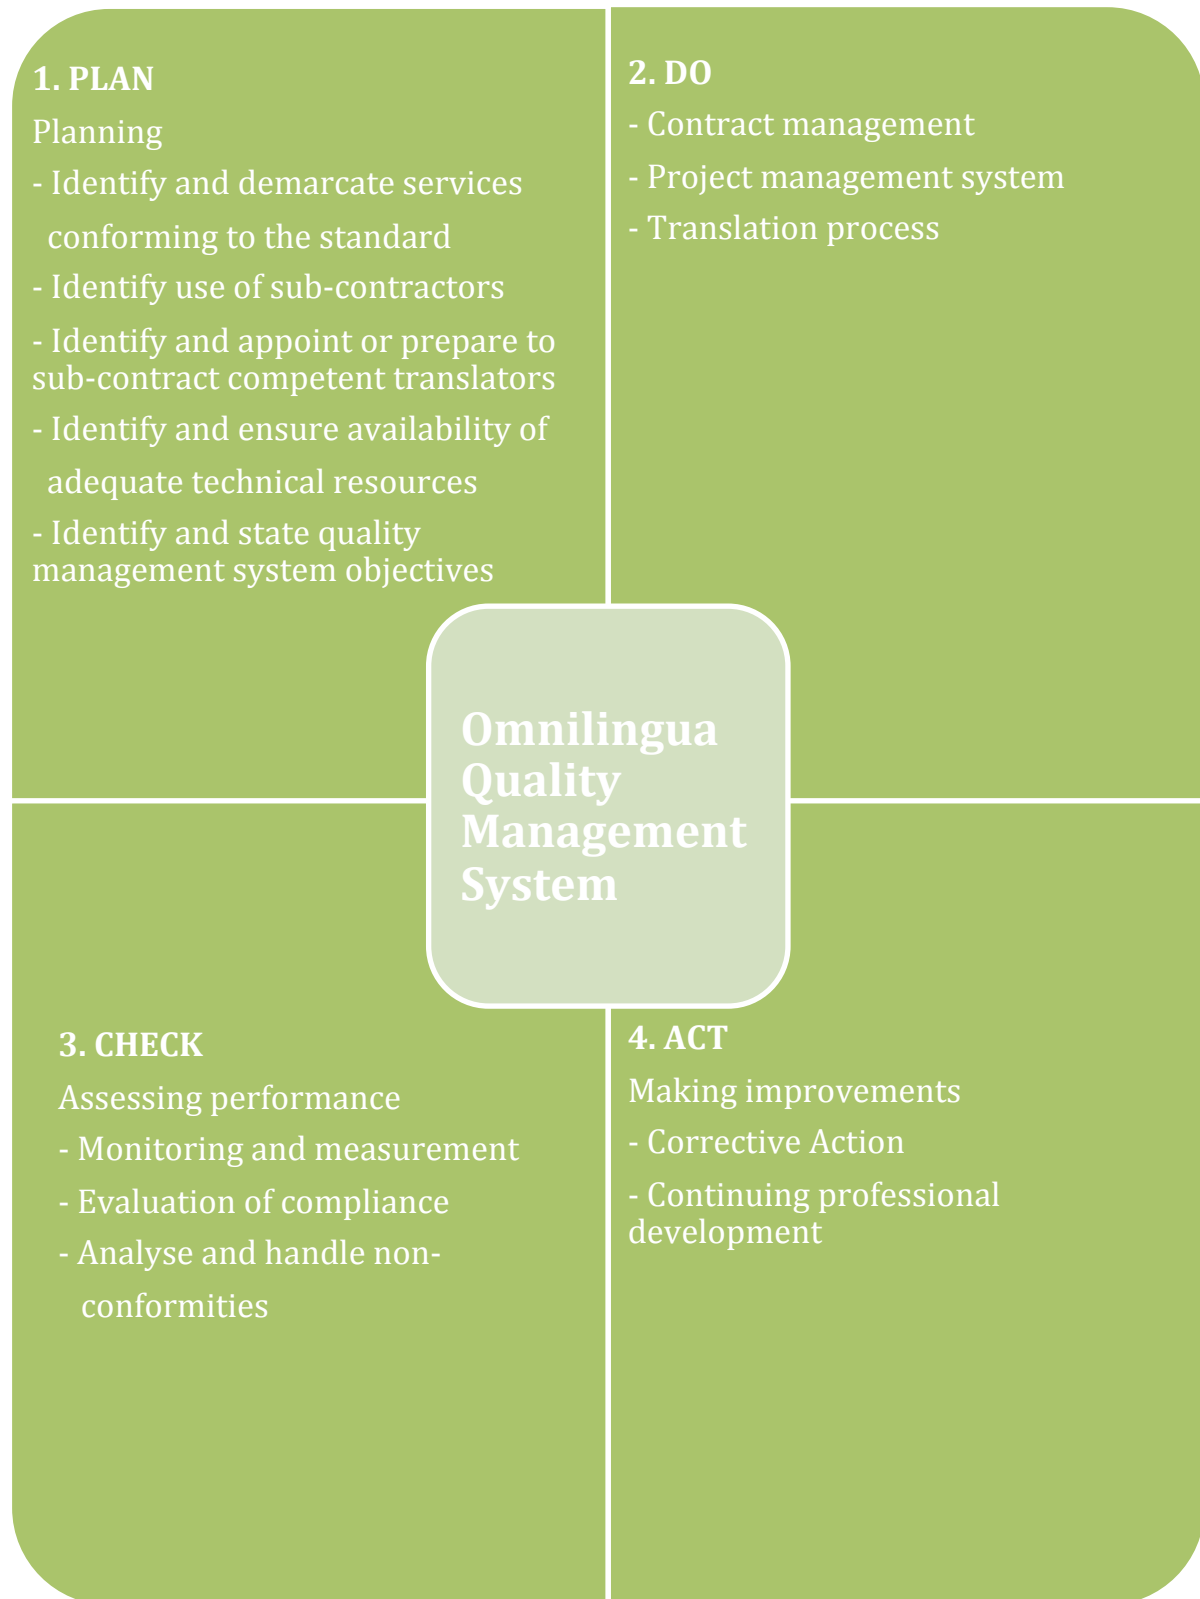 1. PLAN
Planning
- Identify and demarcate services
conforming to the standard
- Identify use of sub-contractors
- Identify and appoint or prepare to
sub-contract competent translators
- Identify and ensure availability of
adequate technical resources
- Identify and state quality
management system objectives
2. DO
- Contract management
- Project management system
- Translation process
Omnilingua
Quality
Management
System
3. CHECK
Assessing performance
- Monitoring and measurement
- Evaluation of compliance
- Analyse and handle non-
conformities
4. ACT
Making improvements
- Corrective Action
- Continuing professional
development